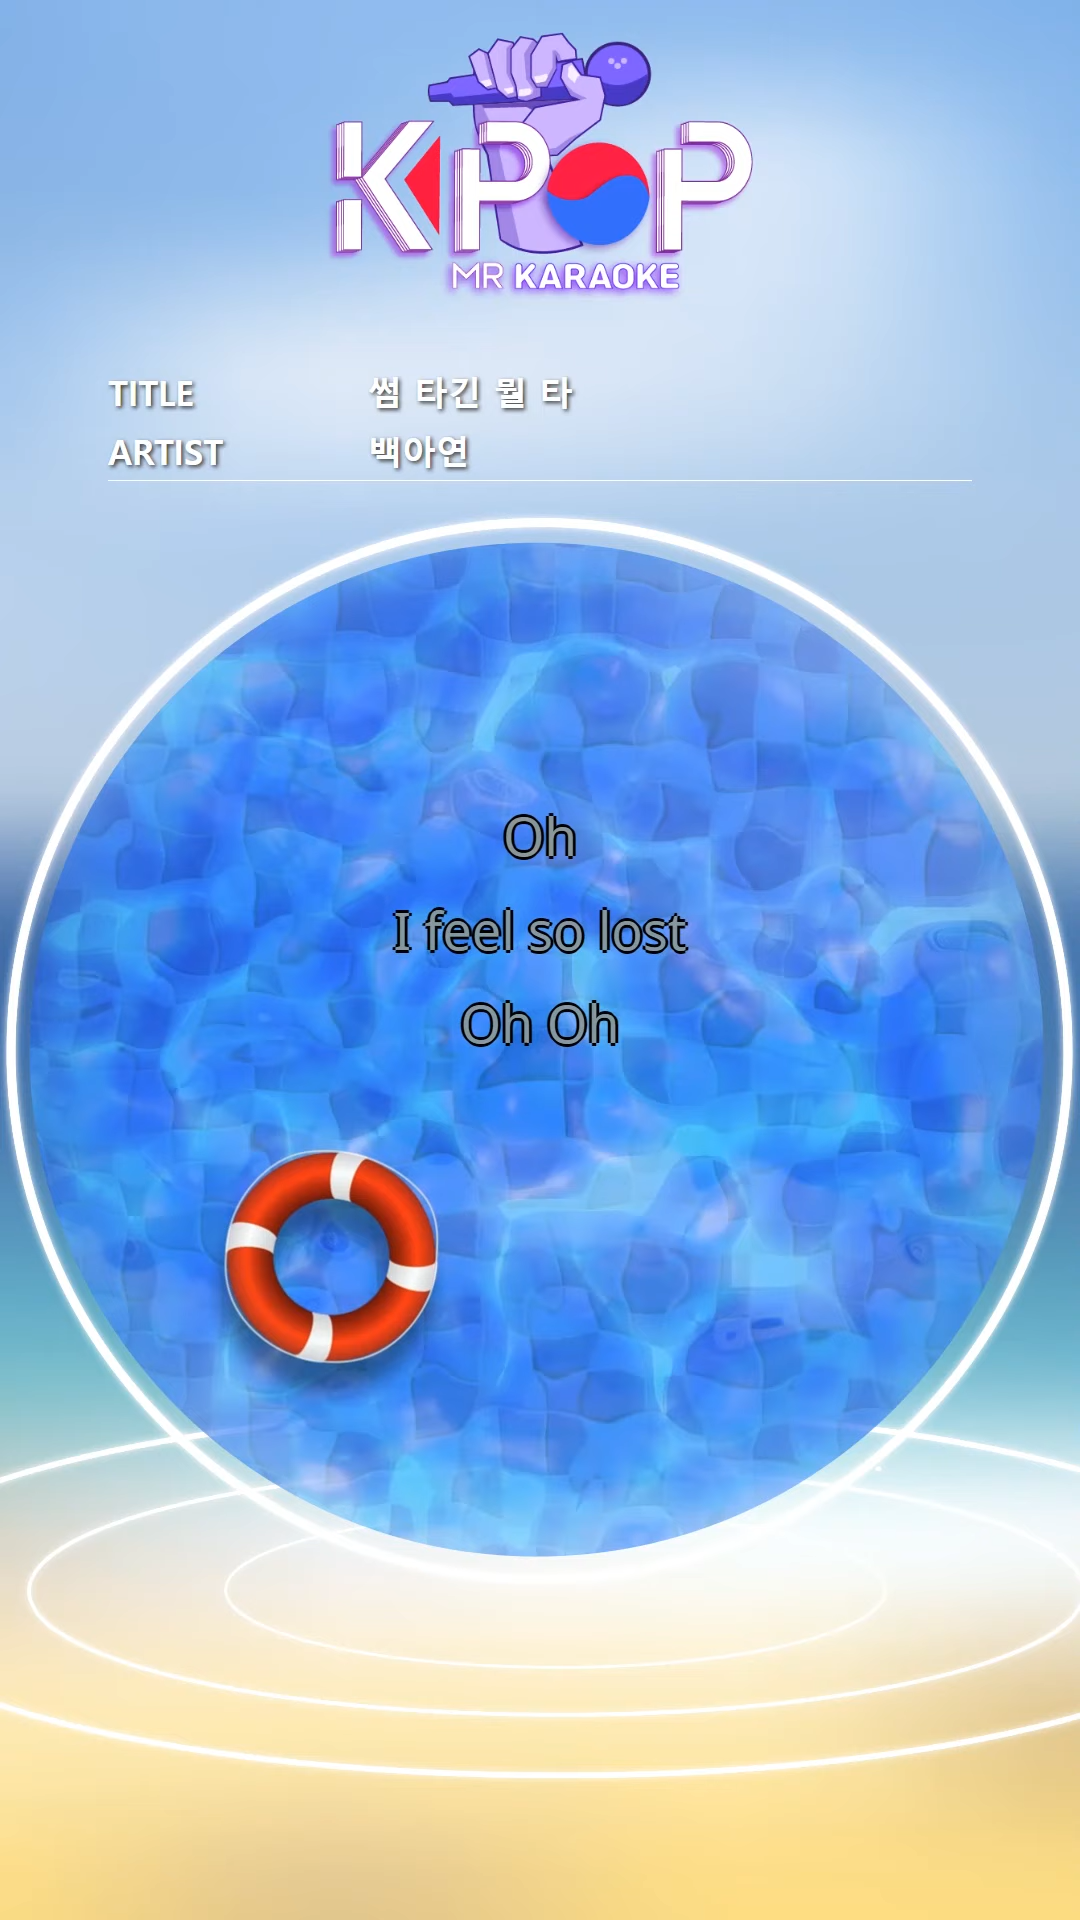 KPOP
MR KARAOKE
TITLE 썸 타긴 뭘 타
ARTIST 백아연
Oh
I feel so lost
Oh Oh